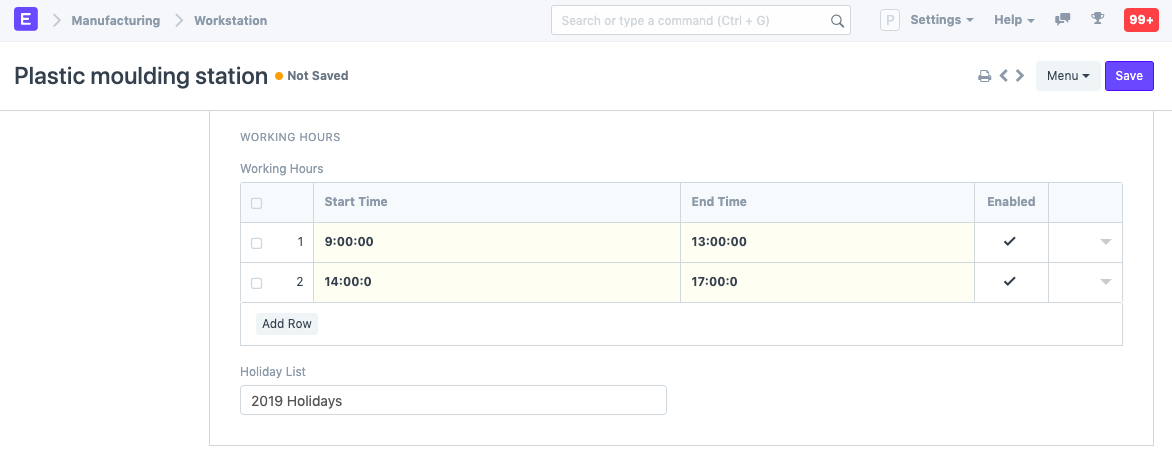 E Manufacturing Workstation Search or type a command (Ctrl + G) P Settings Help 99+
Plastic moulding station Not Saved Menu Save
WORKING HOURS
Working Hours
Start Time End Time Enabled
1 9:00:00 13:00:00
2 14:00:0 17:00:0
Add Row
Holiday List
2019 Holidays